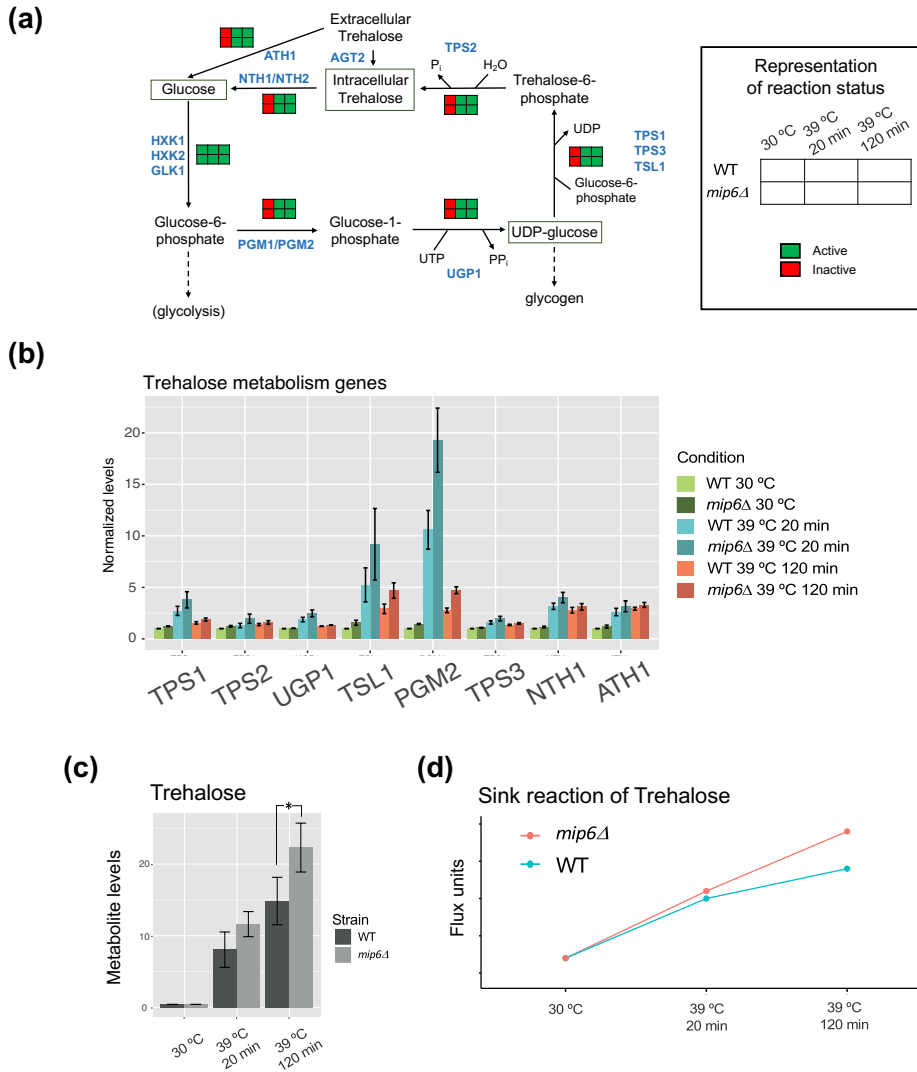 (a)
Extracellular
Trehalose
ATH1
AGT2
TPS2
Pi
H2O
Glucose
NTH1/NTH2
Intracellular
Trehalose
Trehalose-6-
phosphate
HXK1
HXK2
GLK1
UDP
TPS1
TPS3
TSL1
Glucose-6-
phosphate
Glucose-6-
phosphate
PGM1/PGM2
Glucose-1-
phosphate
UTP
PPi
UGP1
UDP-glucose
(glycolysis)
glycogen
Representation
of reaction status
30 ºC
39 ºC
20 min
39 ºC
120 min
WT
mip6Δ
Active
Inactive
(b)
Trehalose metabolism genes
Normalized levels
20
15
10
5
0
TPS1 TPS2 UGP1 TSL1 PGM2 TPS3 NTH1 ATH1
Condition
WT 30 ºC
mip6Δ 30 ºC
WT 39 ºC 20 min
mip6Δ 39 ºC 20 min
WT 39 ºC 120 min
mip6Δ 39 ºC 120 min
(c)
Trehalose
Metabolite levels
20
10
0
*
30 ºC
39 ºC
20 min
39 ºC
120 min
Strain
WT
mip6Δ
(d)
Sink reaction of Trehalose
Flux units
mip6Δ
WT
30 ºC
39 ºC
20 min
39 ºC
120 min